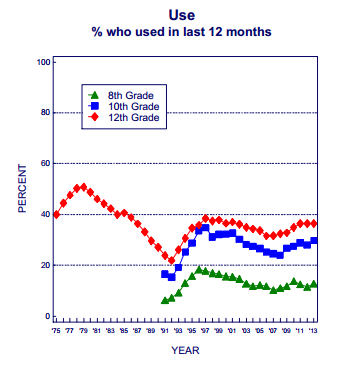 Use
% who used in last 12 months
100
80
60
40
20
0
PERCENT
8th Grade
10th Grade
12th Grade
'75 '77 '79 '81 '83 '85 '87 '89 '91 '93 '95 '97 '99 '01 '03 '05 '07 '09 '11 '13
YEAR